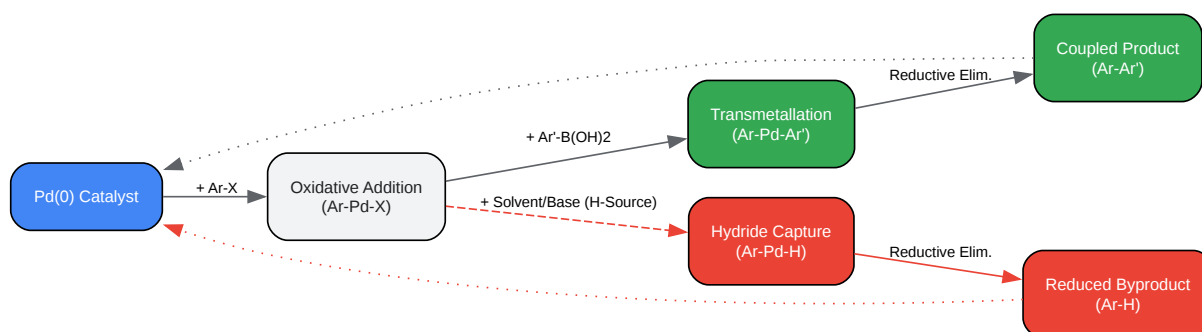 Pd(0) Catalyst
+ Ar-X
Oxidative Addition
(Ar-Pd-X)
+ Ar'-B(OH)2
Transmetallation
(Ar-Pd-Ar')
Reductive Elim.
Coupled Product
(Ar-Ar')
+ Solvent/Base (H-Source)
Hydride Capture
(Ar-Pd-H)
Reductive Elim.
Reduced Byproduct
(Ar-H)